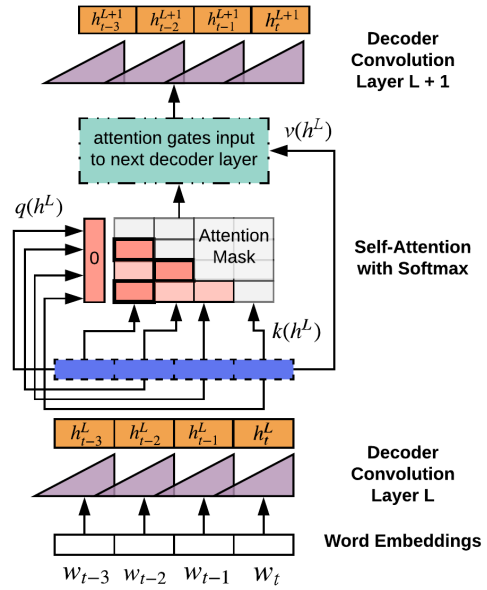 h^{L+1}_{t-3} h^{L+1}_{t-2} h^{L+1}_{t-1} h^{L+1}_{t}
Decoder
Convolution
Layer L + 1
attention gates input
to next decoder layer
v(h^L)
q(h^L)
0
Attention
Mask
Self-Attention
with Softmax
k(h^L)
h^L_{t-3} h^L_{t-2} h^L_{t-1} h^L_t
Decoder
Convolution
Layer L
Word Embeddings
w_{t-3} w_{t-2} w_{t-1} w_t